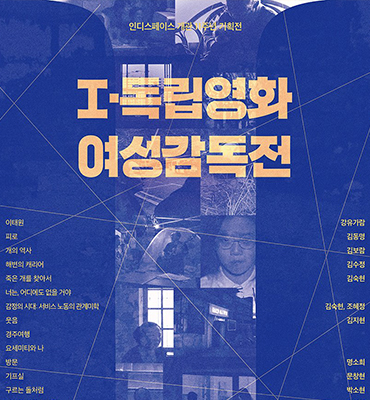 인디스페이스 개관 주년 기획전
I·독립영화
여성감독전
이태원 강유가람
피로 김동명
개의 역사 김보람
해변의 캐리어 김수정
죽은 개를 찾아서 김숙현
너는, 어디에도 없을 거야
감정의 시대: 서비스 노동의 관계미학 김숙현, 조혜정
웃음 김지현
경주여행
요세미티와 나
방문 명소희
기프실 문창현
구르는 돌처럼 박소현